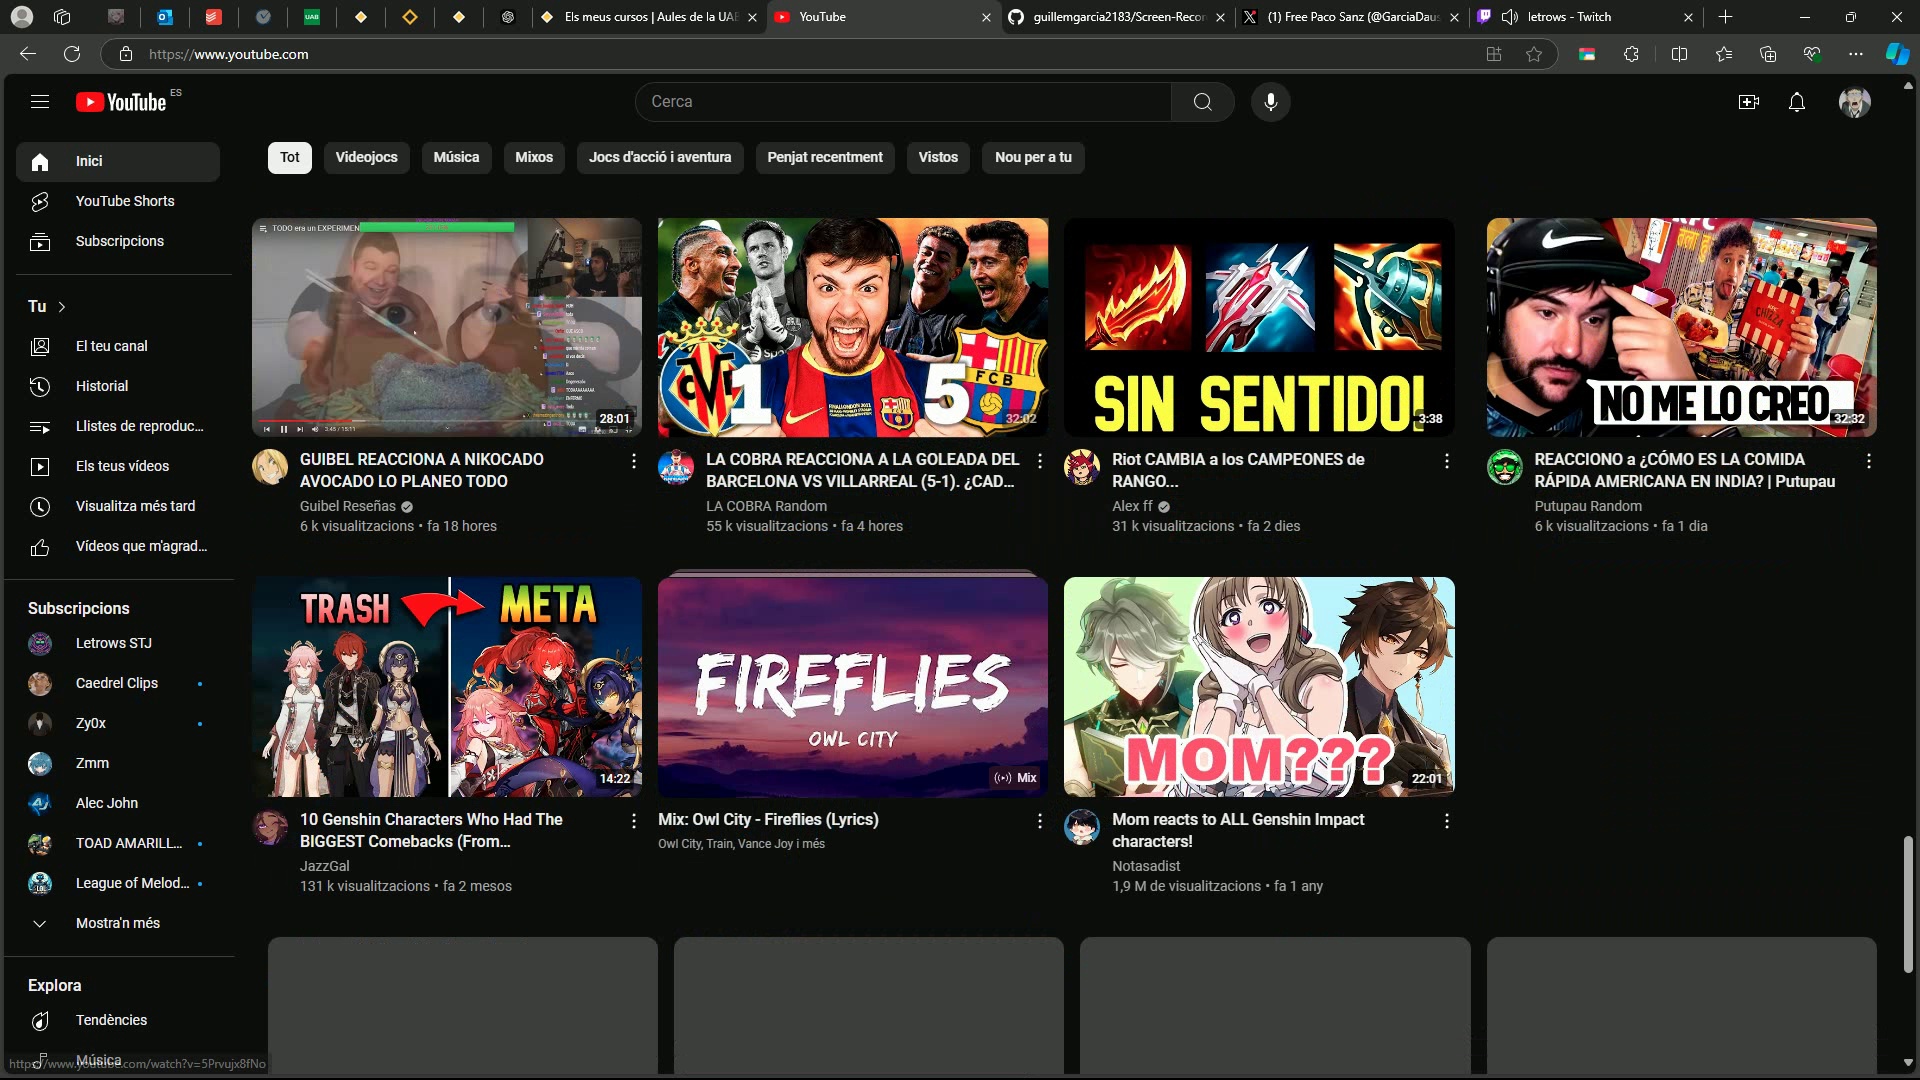 Els meus cursos | Aules de la UAB
YouTube
guillemgarcia2183/Screen-Recor
(1) Free Paco Sanz (@GarciaDaus
letrows - Twitch
https://www.youtube.com
YouTube ES
Cerca
Tot
Videojocs
Música
Mixos
Jocs d'acció i aventura
Penjat recentment
Vistos
Nou per a tu
Inici
YouTube Shorts
Subscripcions
Tu
El teu canal
Historial
Llistes de reproduc...
Els teus vídeos
Visualitza més tard
Vídeos que m'agrad...
Subscripcions
Letrows STJ
Caedrel Clips
Zy0x
Zmm
Alec John
TOAD AMARILL...
League of Melod...
Mostra'n més
Explora
Tendències
Música
https://www.youtube.com/watch?v=5Prvujx8fNo
TODO era un EXPERIMEN
3:45 / 15:11
28:01
GUIBEL REACCIONA A NIKOCADO
AVOCADO LO PLANEO TODO
Guibel Reseñas
6 k visualitzacions • fa 18 hores
1
5
FCB
32:02
LA COBRA REACCIONA A LA GOLEADA DEL
BARCELONA VS VILLARREAL (5-1). ¿CAD...
LA COBRA Random
55 k visualitzacions • fa 4 hores
SIN SENTIDO!
3:38
Riot CAMBIA a los CAMPEONES de
RANGO...
Alex ff
31 k visualitzacions • fa 2 dies
CHIZZA
NO ME LO CREO
32:32
REACCIONO a ¿CÓMO ES LA COMIDA
RÁPIDA AMERICANA EN INDIA? | Putupau
Putupau Random
6 k visualitzacions • fa 1 dia
TRASH
META
14:22
10 Genshin Characters Who Had The
BIGGEST Comebacks (From...
JazzGal
131 k visualitzacions • fa 2 mesos
FIREFLIES
OWL CITY
Mix
Mix: Owl City - Fireflies (Lyrics)
Owl City, Train, Vance Joy i més
MOM???
22:01
Mom reacts to ALL Genshin Impact
characters!
Notasadist
1,9 M de visualitzacions • fa 1 any